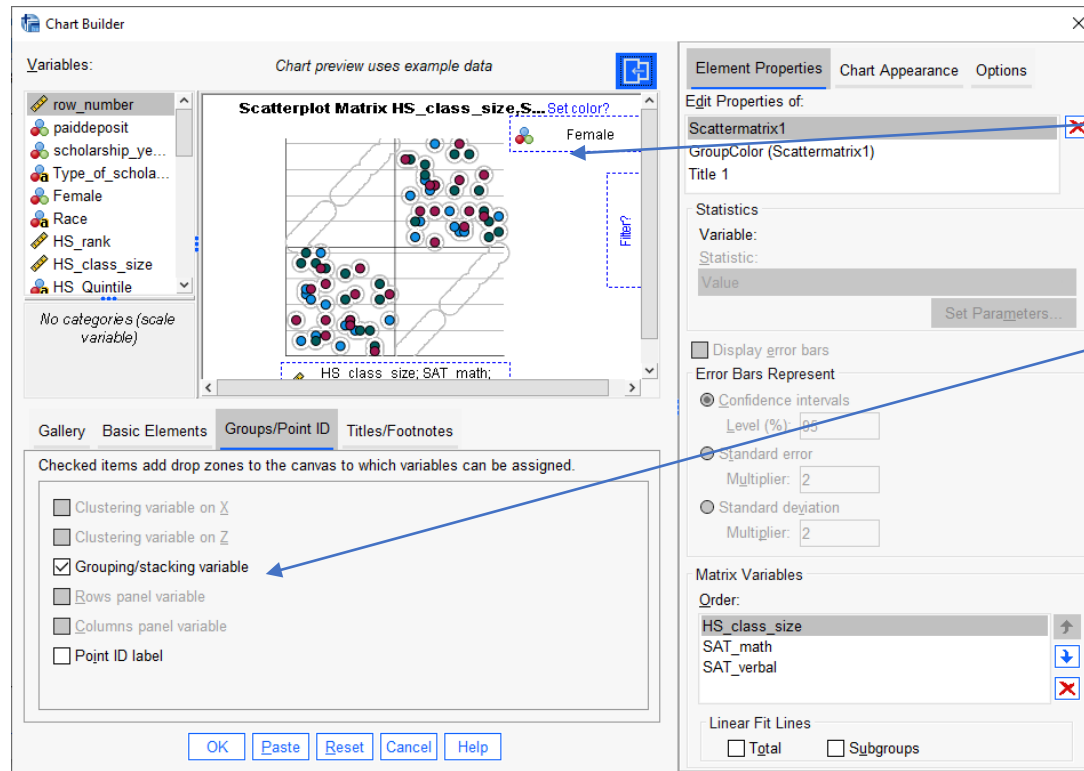 Chart Builder
Variables:
Chart preview uses example data
row_number
paiddeposit
scholarship_ye...
Type_of_schola...
Female
Race
HS_rank
HS_class_size
HS_Quintile
No categories (scale
variable)
Scatterplot Matrix HS_class_size,S...
Set color?
Female
Filter?
HS_class_size; SAT_math;
Gallery
Basic Elements
Groups/Point ID
Titles/Footnotes
Checked items add drop zones to the canvas to which variables can be assigned.
Clustering variable on X
Clustering variable on Z
Grouping/stacking variable
Rows panel variable
Columns panel variable
Point ID label
OK
Paste
Reset
Cancel
Help
Element Properties
Chart Appearance
Options
Edit Properties of:
Scattermatrix1
GroupColor (Scattermatrix1)
Title 1
Statistics
Variable:
Statistic:
Value
Set Parameters...
Display error bars
Error Bars Represent
Confidence intervals
Level (%): 95
Standard error
Multiplier: 2
Standard deviation
Multiplier: 2
Matrix Variables
Order:
HS_class_size
SAT_math
SAT_verbal
Linear Fit Lines
Total
Subgroups